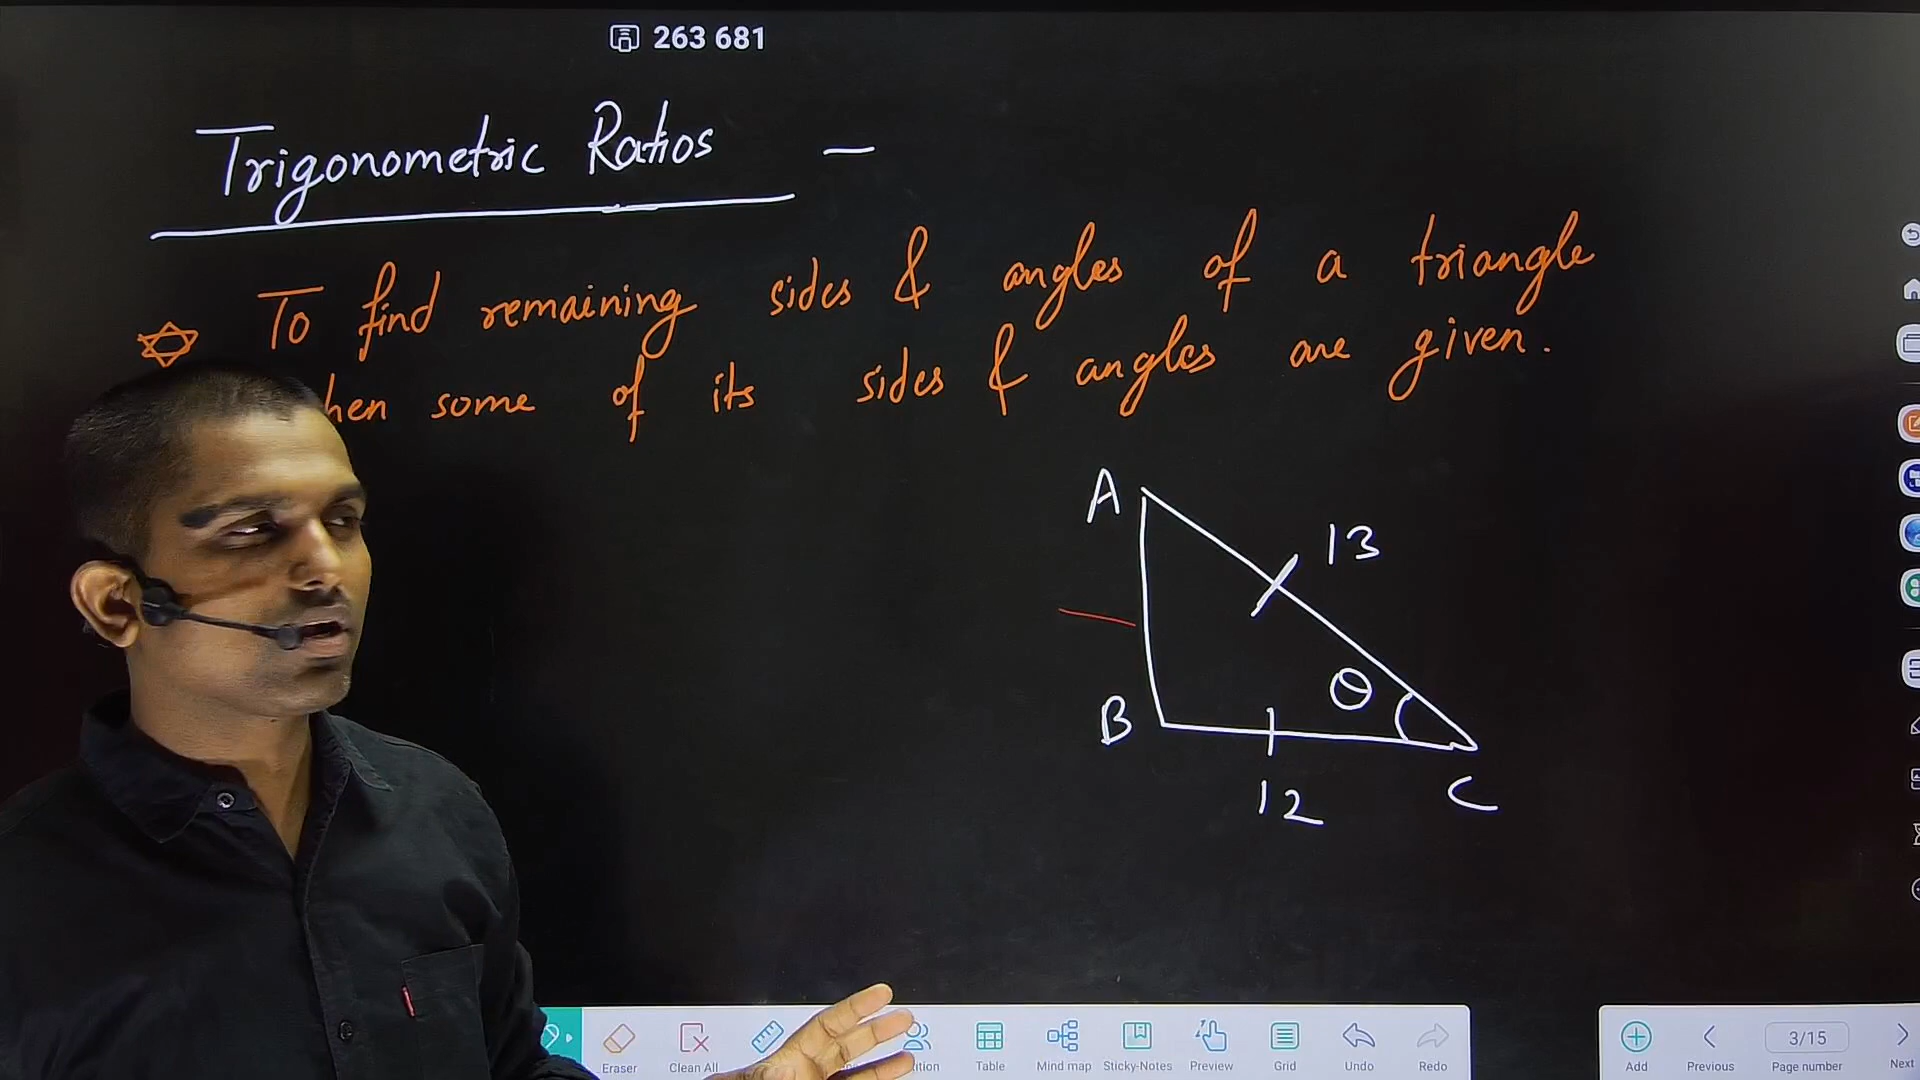 263 681
Trigonometric Ratios —
To find remaining sides & angles of a triangle
hen some of its sides & angles are given.
A
13
θ
B
12
C
Eraser
Clean All
Table
Mind map
Sticky-Notes
Preview
Grid
Undo
Redo
Add
Previous
3/15
Page number
Next